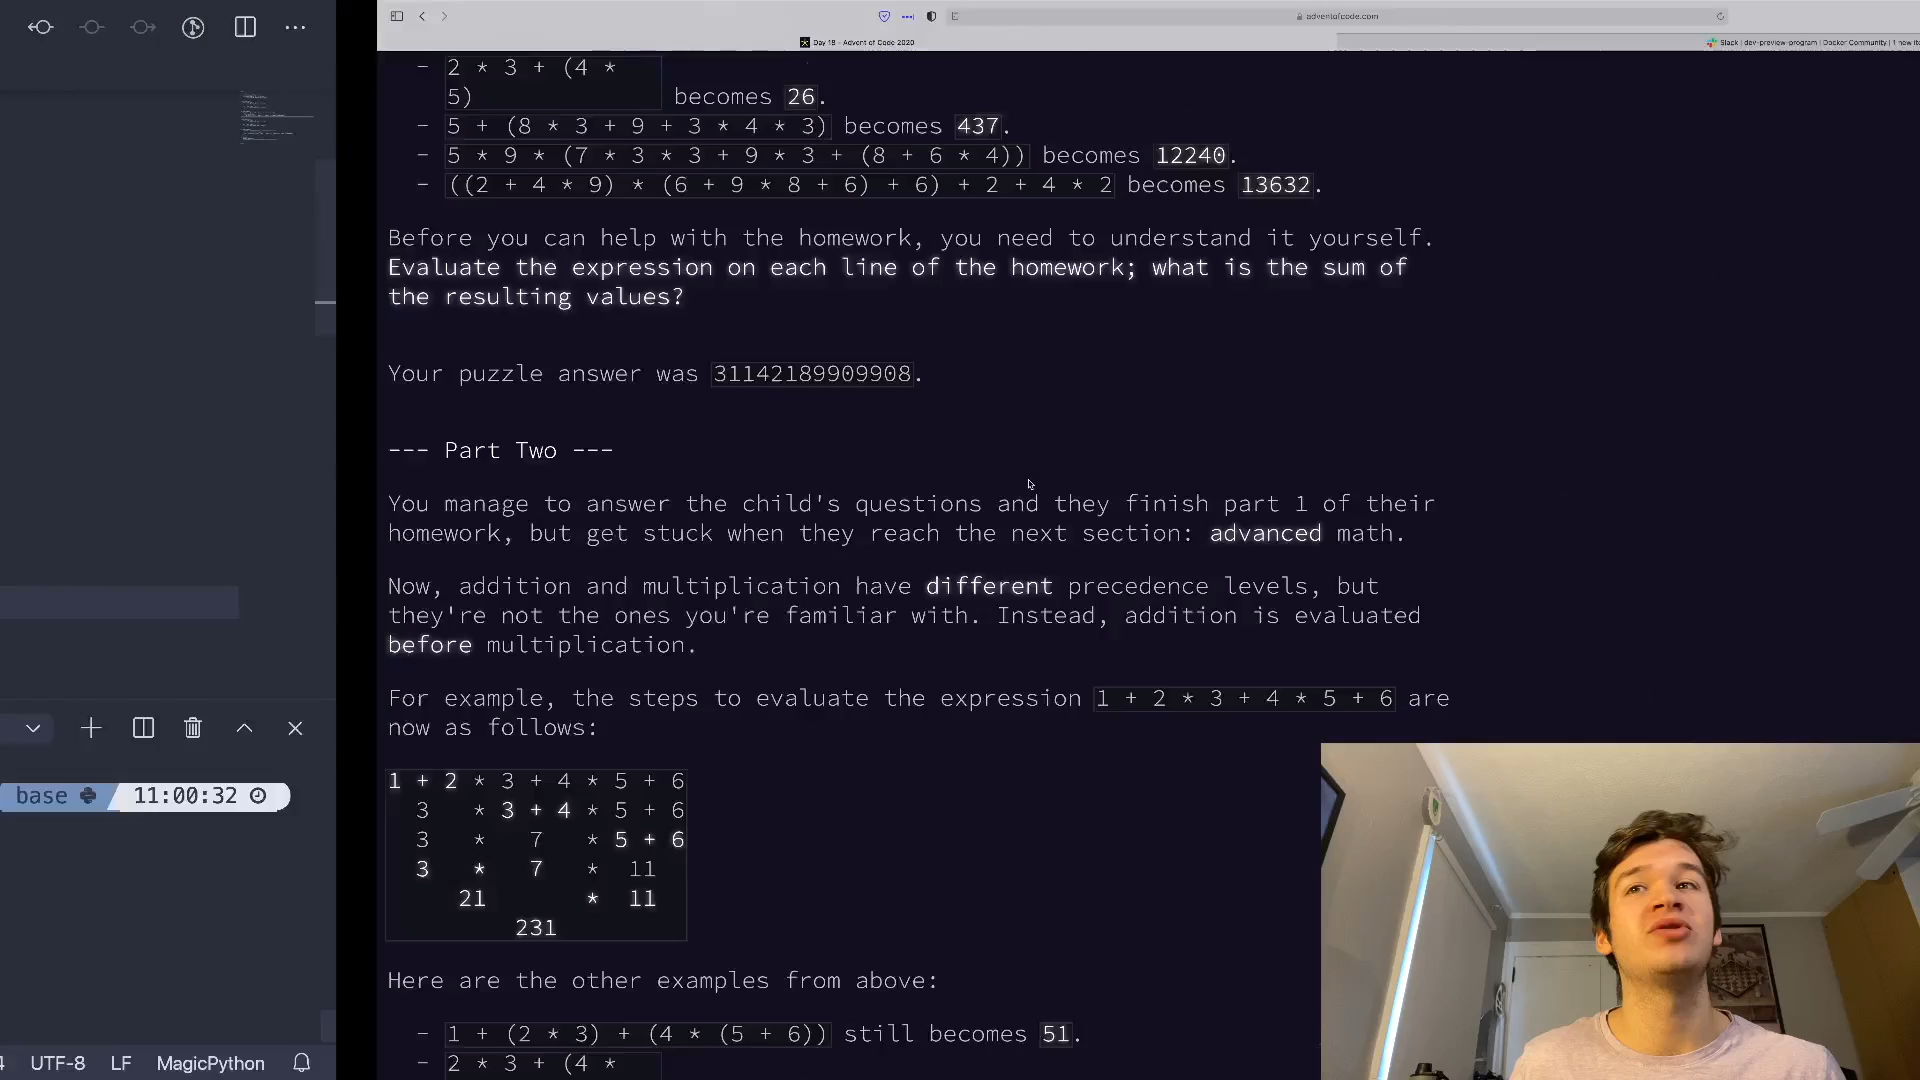 adventofcode.com
Day 18 - Advent of Code 2020
Slack | dev-preview-program | Docker Community | 1 new it
- 2 * 3 + (4 *
5) becomes 26.
- 5 + (8 * 3 + 9 + 3 * 4 * 3) becomes 437.
- 5 * 9 * (7 * 3 * 3 + 9 * 3 + (8 + 6 * 4)) becomes 12240.
- ((2 + 4 * 9) * (6 + 9 * 8 + 6) + 6) + 2 + 4 * 2 becomes 13632.
Before you can help with the homework, you need to understand it yourself.
Evaluate the expression on each line of the homework; what is the sum of
the resulting values?
Your puzzle answer was 31142189909908.
--- Part Two ---
You manage to answer the child's questions and they finish part 1 of their
homework, but get stuck when they reach the next section: advanced math.
Now, addition and multiplication have different precedence levels, but
they're not the ones you're familiar with. Instead, addition is evaluated
before multiplication.
For example, the steps to evaluate the expression 1 + 2 * 3 + 4 * 5 + 6 are
now as follows:
1 + 2 * 3 + 4 * 5 + 6
3 * 3 + 4 * 5 + 6
3 * 7 * 5 + 6
3 * 7 * 11
21 * 11
231
Here are the other examples from above:
- 1 + (2 * 3) + (4 * (5 + 6)) still becomes 51.
- 2 * 3 + (4 *
base 11:00:32
4 UTF-8 LF MagicPython